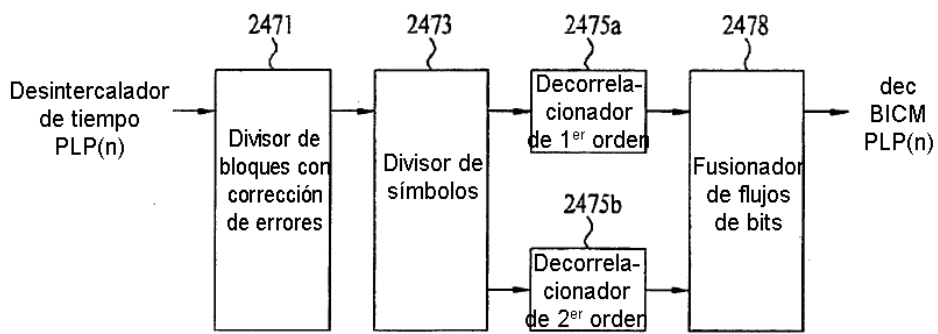 2471
2473
2475a
2478
Desintercalador
de tiempo
PLP(n)
Divisor de
bloques con
corrección
de errores
Divisor de
símbolos
Decorrela-
cionador
de 1er orden
2475b
Decorrela-
cionador
de 2er orden
Fusionador
de flujos
de bits
dec
BICM
PLP(n)